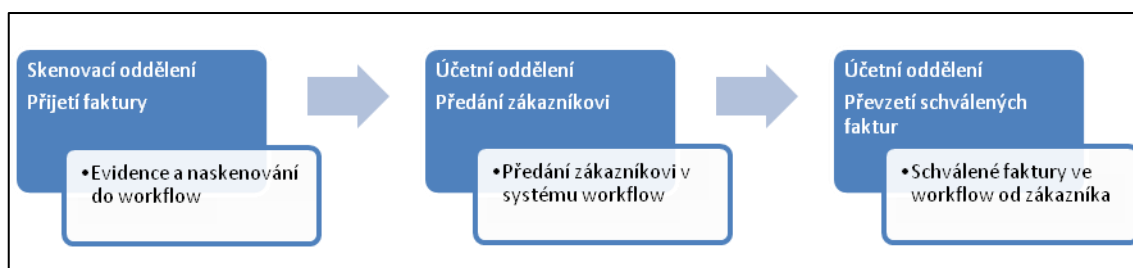 Skenovací oddělení
Přijetí faktury
•Evidence a naskenování
do workflow
Účetní oddělení
Předání zákazníkovi
•Předání zákazníkovi v
systému workflow
Účetní oddělení
Převzetí schválených
faktur
•Schválené faktury ve
workflow od zákazníka